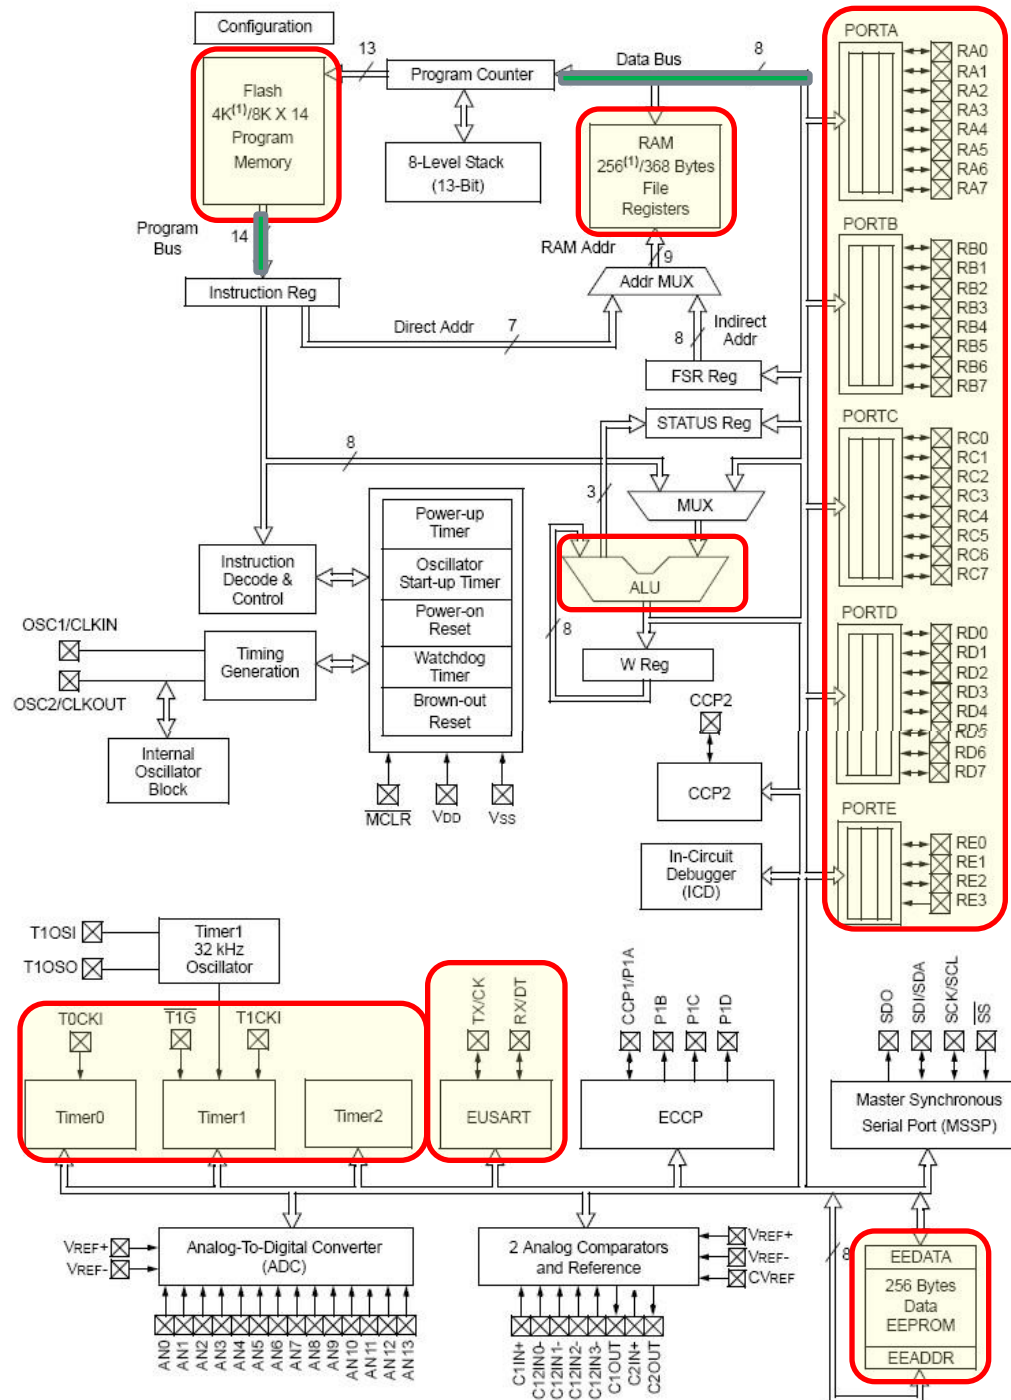 Configuration
13
Program Counter
Data Bus
8
PORTA
Flash
4K(1)/8K X 14
Program
Memory
8-Level Stack
(13-Bit)
RAM
256(1)/368 Bytes
File
Registers
RA0
RA1
RA2
RA3
RA4
RA5
RA6
RA7
Program
Bus
14
RAM Addr
9
PORTB
Instruction Reg
Addr MUX
RB0
RB1
RB2
RB3
RB4
RB5
RB6
RB7
Direct Addr
7
8
Indirect
Addr
FSR Reg
STATUS Reg
PORTC
8
3
MUX
RC0
RC1
RC2
RC3
RC4
RC5
RC6
RC7
Power-up
Timer
Oscillator
Start-up Timer
Power-on
Reset
Watchdog
Timer
Brown-out
Reset
Instruction
Decode &
Control
ALU
8
W Reg
OSC1/CLKIN
OSC2/CLKOUT
Timing
Generation
Internal
Oscillator
Block
MCLR
VDD
VSS
CCP2
CCP2
PORTD
RD0
RD1
RD2
RD3
RD4
RD5
RD6
RD7
In-Circuit
Debugger
(ICD)
PORTE
RE0
RE1
RE2
RE3
T1OSI
T1OSO
Timer1
32 kHz
Oscillator
T0CKI
T1G
T1CKI
TX/CK
RX/DT
CCP1/P1A
P1B
P1C
P1D
SDO
SDI/SDA
SCK/SCL
SS
Timer0
Timer1
Timer2
EUSART
ECCP
Master Synchronous
Serial Port (MSSP)
VREF+
VREF-
Analog-To-Digital Converter
(ADC)
2 Analog Comparators
and Reference
VREF+
VREF-
CVREF
8
EEDATA
256 Bytes
Data
EEPROM
EEADDR
AN0
AN1
AN2
AN3
AN4
AN5
AN6
AN7
AN8
AN9
AN10
AN11
AN12
AN13
C1IN+
C12IN0-
C12IN1-
C12IN2-
C12IN3-
C1OUT
C2IN+
C2OUT